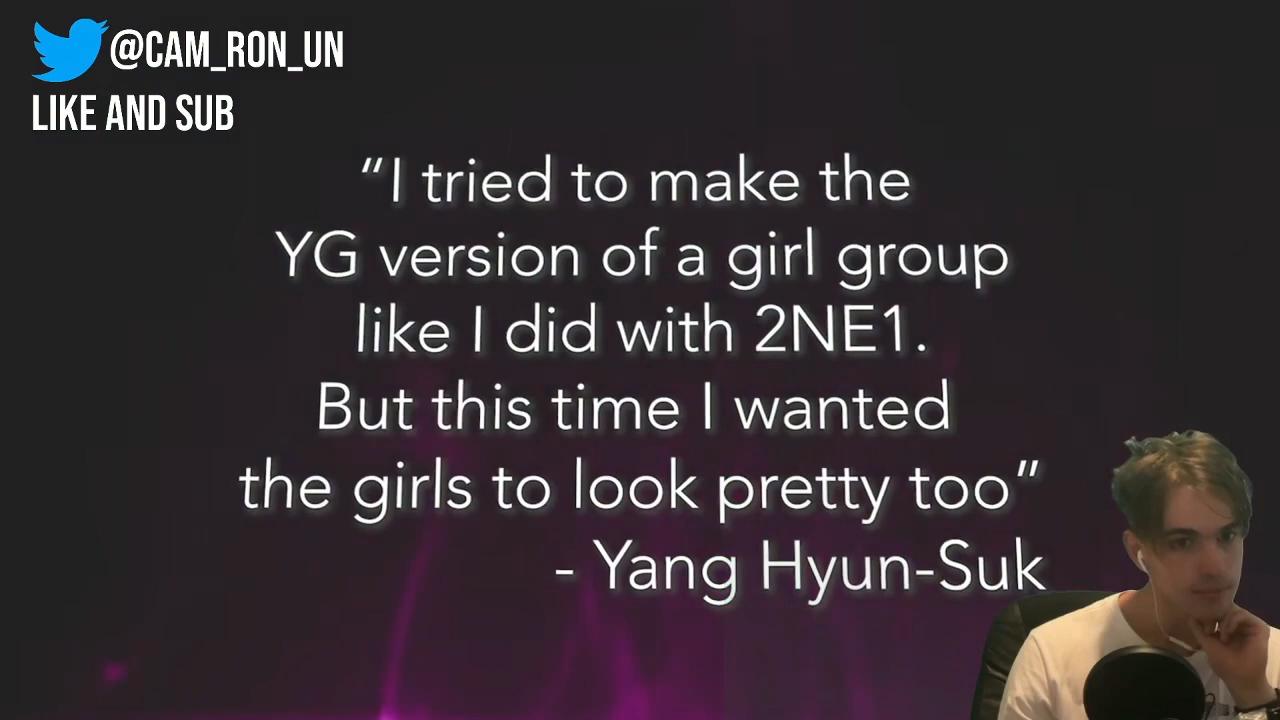 @CAM_RON_UN
LIKE AND SUB
“I tried to make the
YG version of a girl group
like I did with 2NE1.
But this time I wanted
the girls to look pretty too”
- Yang Hyun-Suk